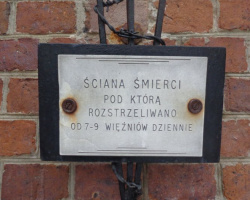 ŚCIANA ŚMIERCI
POD KTÓRĄ
ROZSTRZELIWANO
OD 7-9 WIĘŹNIÓW DZIENNIE